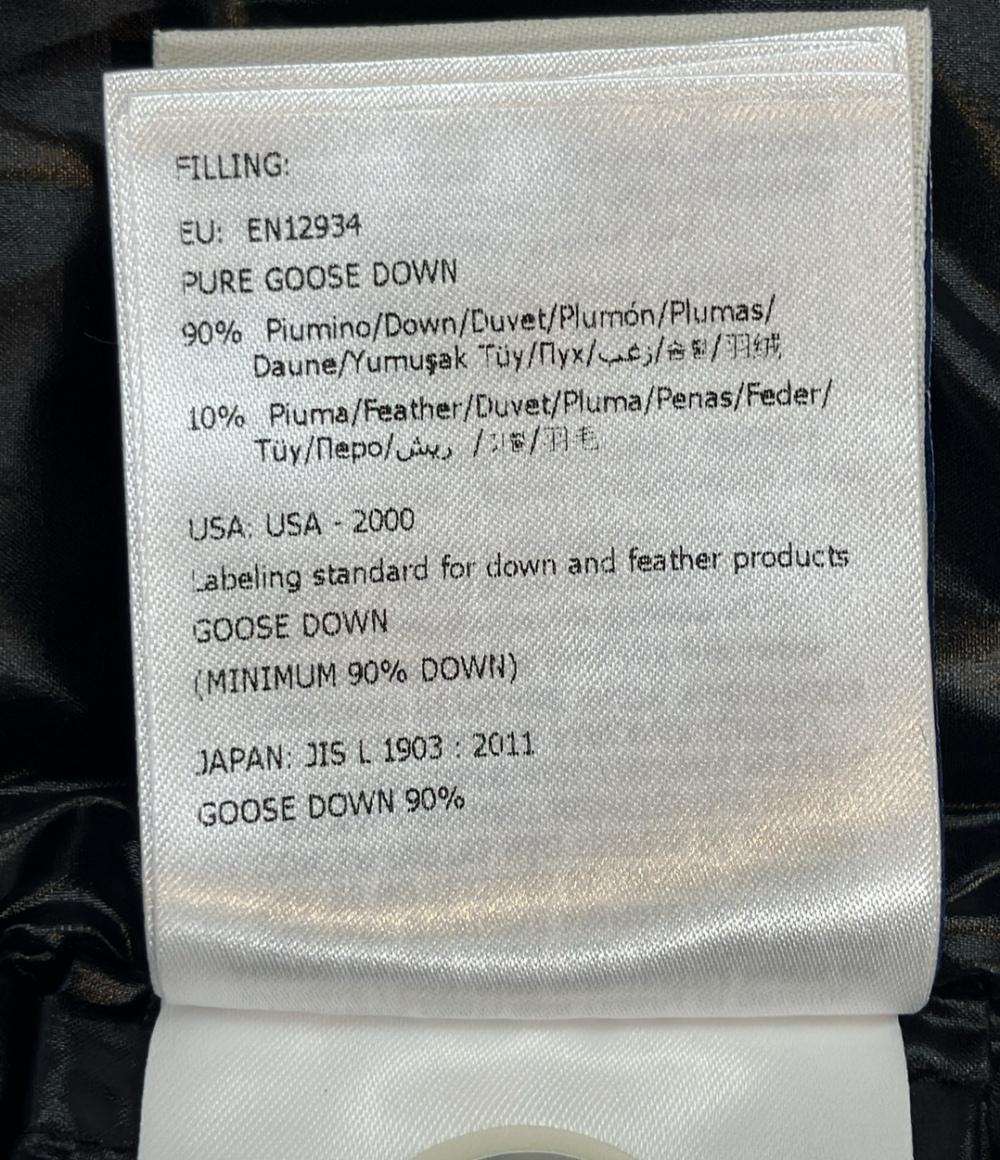 FILLING:
EU: EN12934
PURE GOOSE DOWN
90% Piumino/Down/Duvet/Plumón/Plumas/
Daune/Yumuşak Tüy/Пух/زغب/솜털/羽绒
10% Piuma/Feather/Duvet/Pluma/Penas/Feder/
Tüy/Перо/ريش /깃털/羽毛
USA: USA - 2000
Labeling standard for down and feather products
GOOSE DOWN
(MINIMUM 90% DOWN)
JAPAN: JIS L 1903 : 2011
GOOSE DOWN 90%